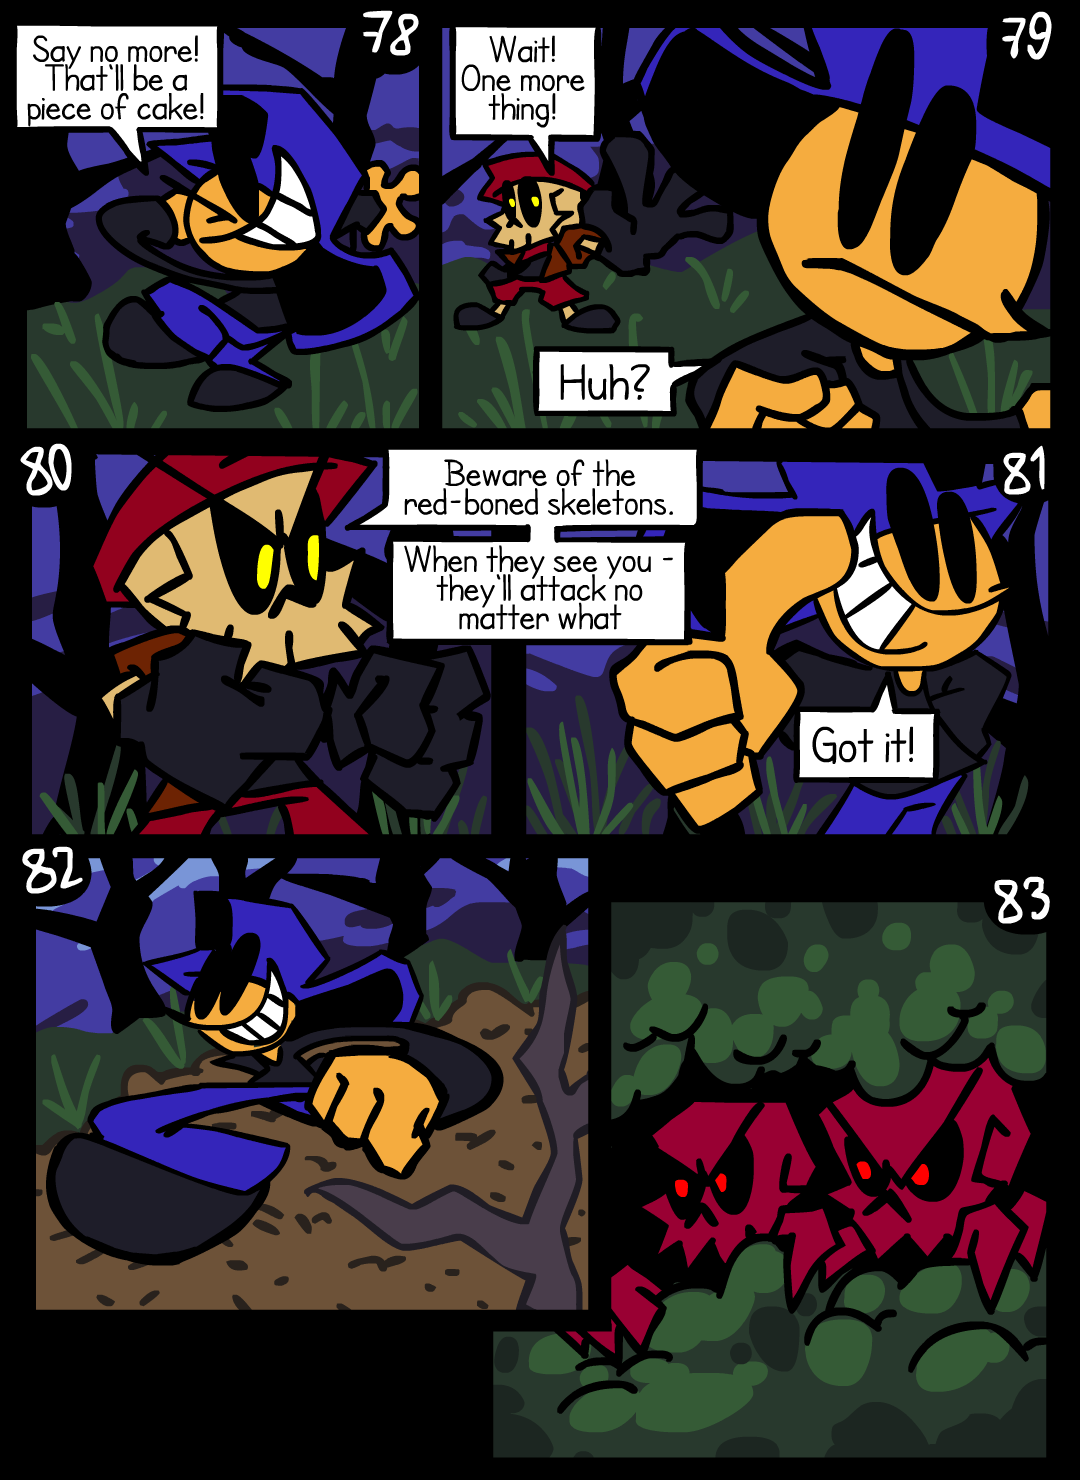 78
Say no more!
That'll be a
piece of cake!
79
Wait!
One more
thing!
Huh?
80
Beware of the
red-boned skeletons.
When they see you -
they'll attack no
matter what
81
Got it!
82
83